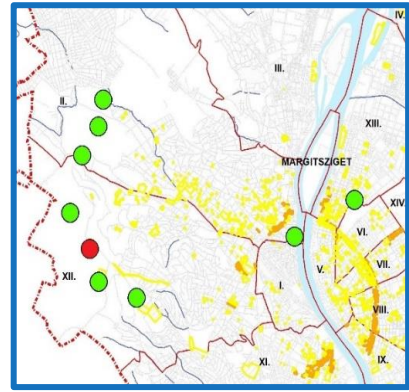 IV.
III.
II.
XIII.
MARGITSZIGET
XIV.
VI.
VII.
XII.
I.
V.
VIII.
XI.
IX.